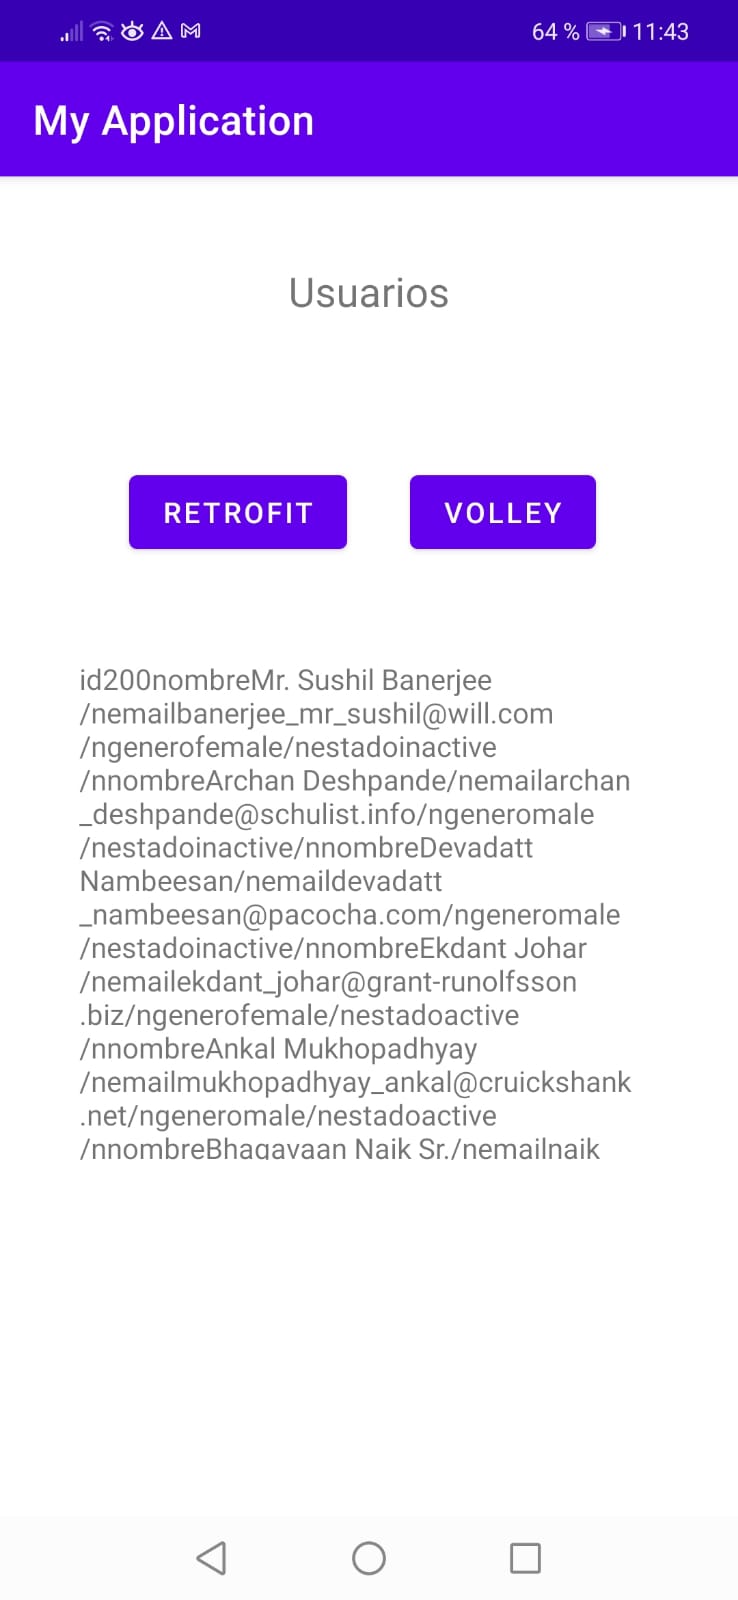 64 % 11:43
My Application
Usuarios
RETROFIT VOLLEY
id200nombreMr. Sushil Banerjee
/nemailbanerjee_mr_sushil@will.com
/ngenerofemale/nestadoinactive
/nnombreArchan Deshpande/nemailarchan
_deshpande@schulist.info/ngeneromale
/nestadoinactive/nnombreDevadatt
Nambeesan/nemaildevadatt
_nambeesan@pacocha.com/ngeneromale
/nestadoinactive/nnombreEkdant Johar
/nemailekdant_johar@grant-runolfsson
.biz/ngenerofemale/nestadoactive
/nnombreAnkal Mukhopadhyay
/nemailmukhopadhyay_ankal@cruickshank
.net/ngeneromale/nestadoactive
/nnombreBhagavaan Naik Sr./nemailnaik